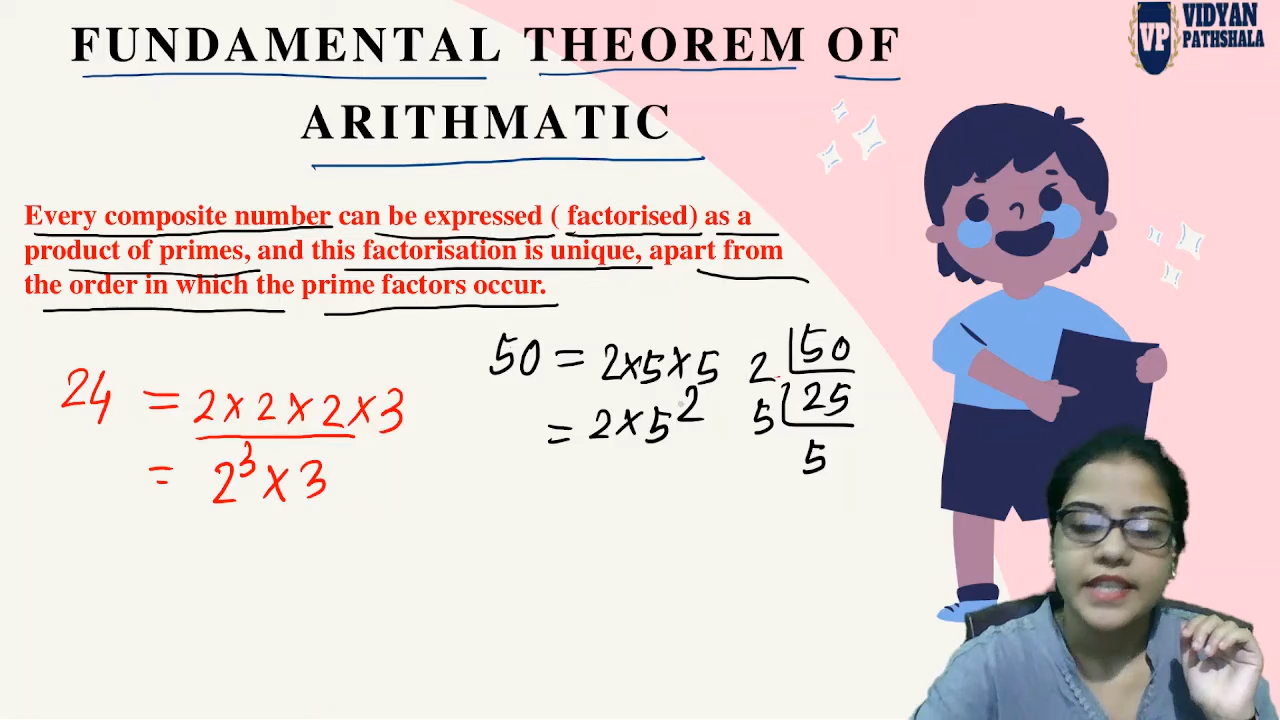 FUNDAMENTAL THEOREM OF
ARITHMATIC
VIDYAN
PATHSHALA
VP
Every composite number can be expressed ( factorised) as a
product of primes, and this factorisation is unique, apart from
the order in which the prime factors occur.
24 = 2 × 2 × 2 × 3
= 2³ × 3
50 = 2×5×5
= 2×5²
2 50
5 25
5